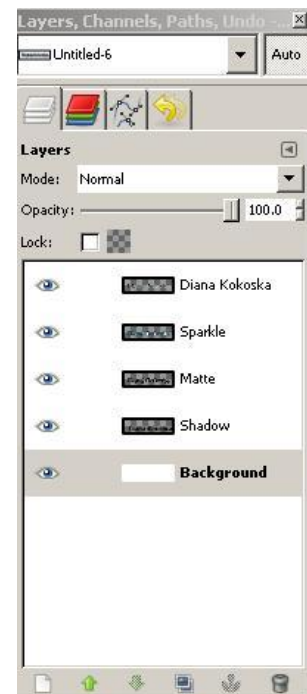 Layers, Channels, Paths, Undo -...
Untitled-6
Auto
Layers
Mode: Normal
Opacity: 100.0
Lock:
Diana Kokoska
Sparkle
Matte
Shadow
Background